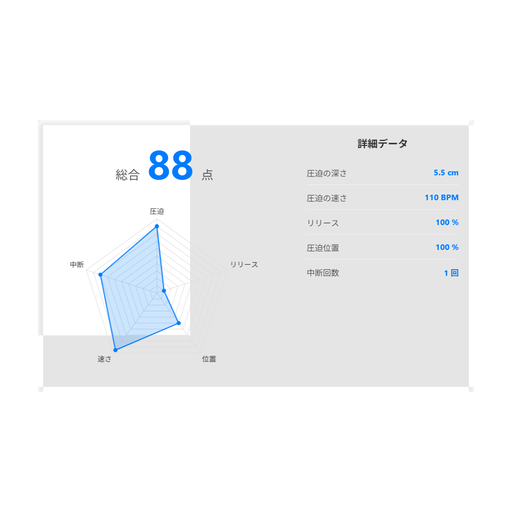 総合 88 点
圧迫
中断
リリース
速さ
位置
詳細データ
圧迫の深さ 5.5 cm
圧迫の速さ 110 BPM
リリース 100 %
圧迫位置 100 %
中断回数 1 回